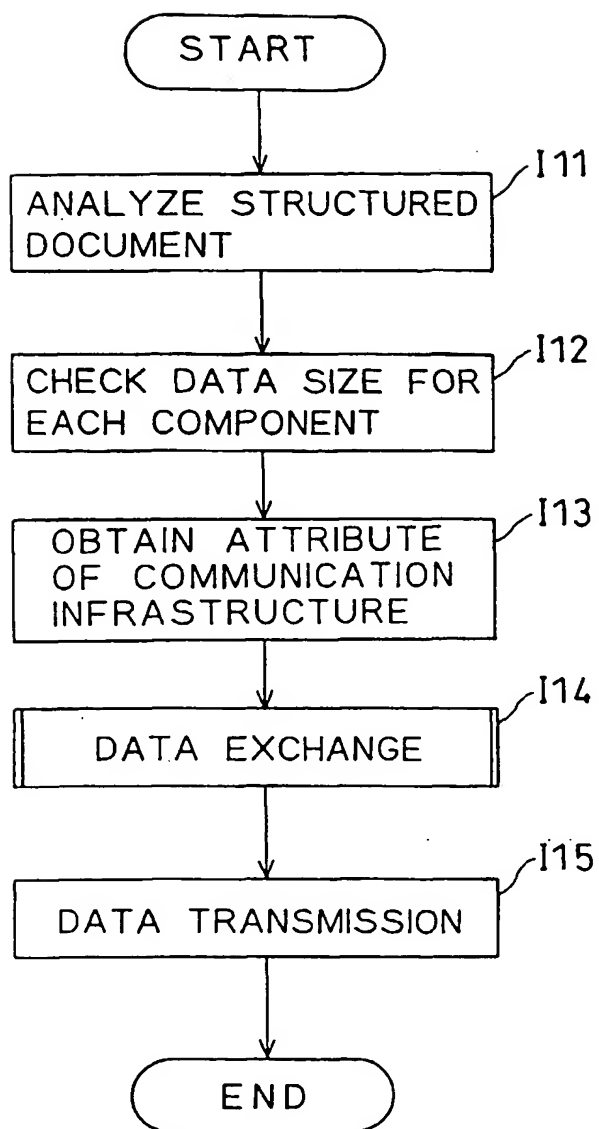 START
I11
ANALYZE STRUCTURED
DOCUMENT
I12
CHECK DATA SIZE FOR
EACH COMPONENT
I13
OBTAIN ATTRIBUTE
OF COMMUNICATION
INFRASTRUCTURE
I14
DATA EXCHANGE
I15
DATA TRANSMISSION
END